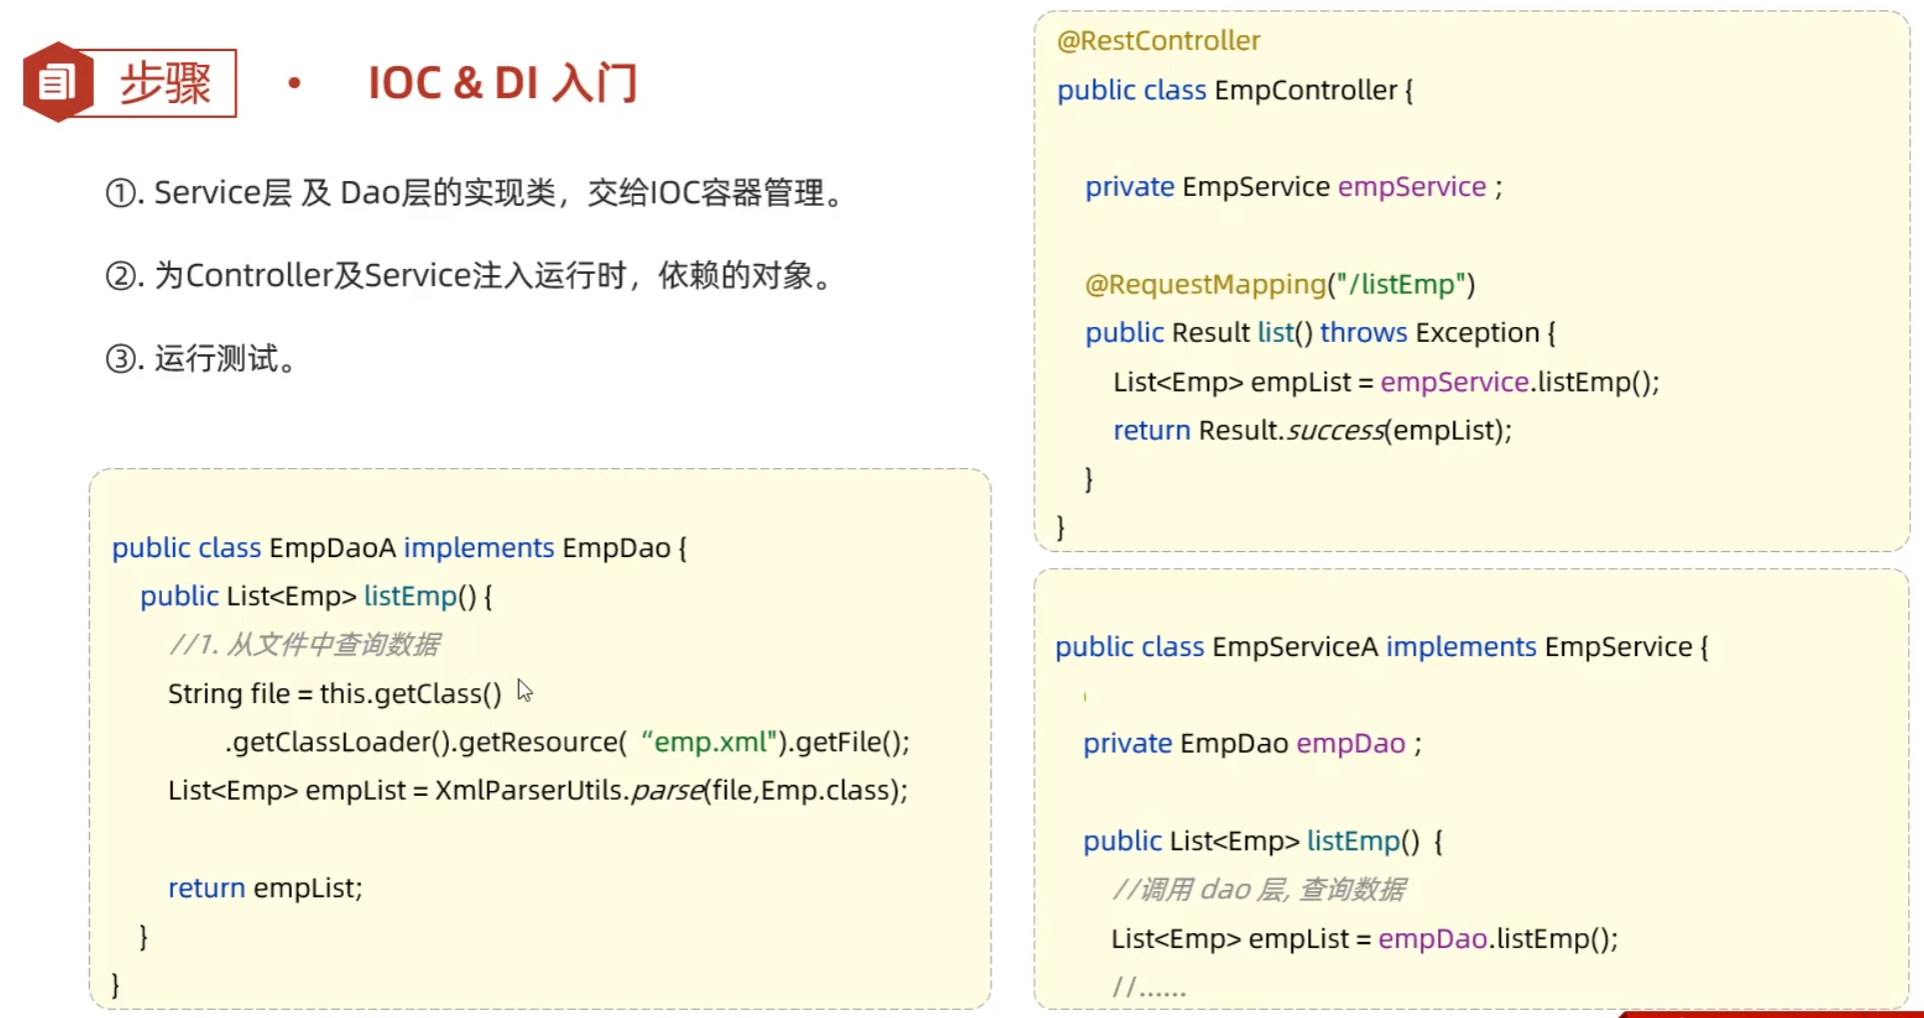 步骤 • IOC & DI 入门
①. Service层 及 Dao层的实现类，交给IOC容器管理。
②. 为Controller及Service注入运行时，依赖的对象。
③. 运行测试。
public class EmpDaoA implements EmpDao {
public List<Emp> listEmp() {
//1. 从文件中查询数据
String file = this.getClass()
.getClassLoader().getResource( “emp.xml").getFile();
List<Emp> empList = XmlParserUtils.parse(file,Emp.class);
return empList;
}
}
@RestController
public class EmpController {
private EmpService empService ;
@RequestMapping("/listEmp")
public Result list() throws Exception {
List<Emp> empList = empService.listEmp();
return Result.success(empList);
}
}
public class EmpServiceA implements EmpService {
private EmpDao empDao ;
public List<Emp> listEmp() {
//调用 dao 层, 查询数据
List<Emp> empList = empDao.listEmp();
//......